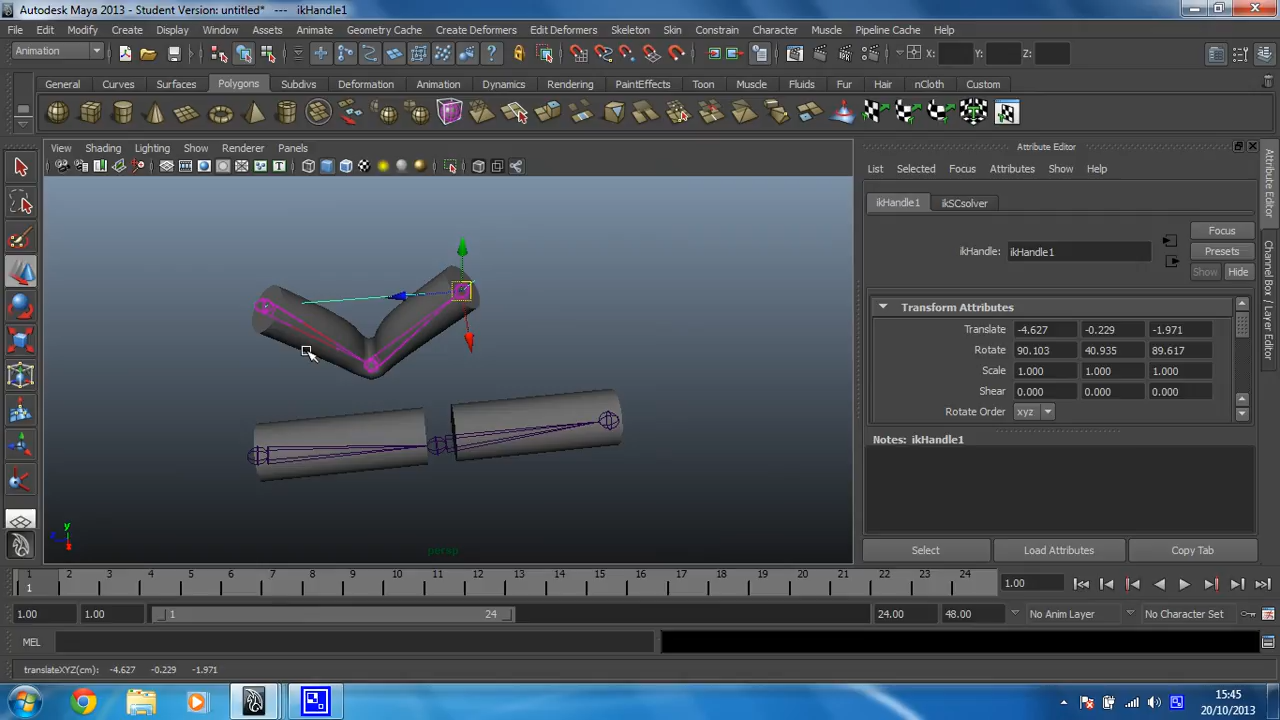 Autodesk Maya 2013 - Student Version: untitled* --- ikHandle1
File Edit Modify Create Display Window Assets Animate Geometry Cache Create Deformers Edit Deformers Skeleton Skin Constrain Character Muscle Pipeline Cache Help
Animation X: Y: Z:
General Curves Surfaces Polygons Subdivs Deformation Animation Dynamics Rendering PaintEffects Toon Muscle Fluids Fur Hair nCloth Custom
View Shading Lighting Show Renderer Panels
Attribute Editor
List Selected Focus Attributes Show Help
ikHandle1 ikSCsolver
Focus
ikHandle: ikHandle1 Presets
Show Hide
Transform Attributes
Translate -4.627 -0.229 -1.971
Rotate 90.103 40.935 89.617
Scale 1.000 1.000 1.000
Shear 0.000 0.000 0.000
Rotate Order xyz
Notes: ikHandle1
Select Load Attributes Copy Tab
Attribute Editor
Channel Box / Layer Editor
y
z
x
persp
1 2 3 4 5 6 7 8 9 10 11 12 13 14 15 16 17 18 19 20 21 22 23 24
1 1.00
1.00 1.00 1 24 24.00 48.00 No Anim Layer No Character Set
MEL
translateXYZ(cm): -4.627 -0.229 -1.971
15:45
20/10/2013